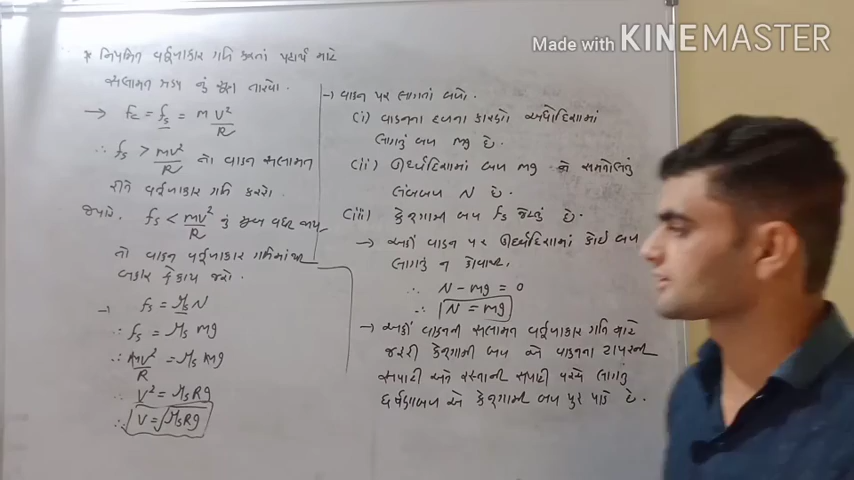 Made with KINEMASTER
* નિયમિત વર્તુળાકાર ગતિ કરતાં પદાર્થ માટે
સલામત ઝડપ નું સૂત્ર તારવો.
→ fc = fs = mv²/R
∴ fs > mv²/R તો વાહન સલામત
રીતે વર્તુળાકાર ગતિ કરશે.
જ્યારે. fs < mv²/R નું મુલ્ય વધી જાય
તો વાહન વર્તુળાકાર ગતિમાંથી
બહાર ફેંકાય જશે.
→ fs = μs N
∴ fs = μs mg
∴ mv²/R = μs mg
∴ v² = μs Rg
∴ v = √μs Rg
→ વાહન પર લાગતાં બળો.
(i) વાહનના વજનના કારણે અધોદિશામાં
લાગતું બળ mg છે.
(ii) ઊર્ધ્વદિશામાં બળ mg ને સમતોલતું
લંબબળ N છે.
(iii) કેન્દ્રગામી બળ fs જેટલું છે.
→ અહીં વાહન પર ઊર્ધ્વદિશામાં કોઈ બળ
લાગતું ન હોવાથી.
∴ N - mg = 0
∴ N = mg
→ અહીં વાહનની સલામત વર્તુળાકાર ગતિ માટે
જરૂરી કેન્દ્રગામી બળ એ વાહનના ટાયરની
સપાટી અને રસ્તાની સપાટી વચ્ચે લાગતું
ઘર્ષણબળ એ કેન્દ્રગામી બળ પુરું પાડે છે.